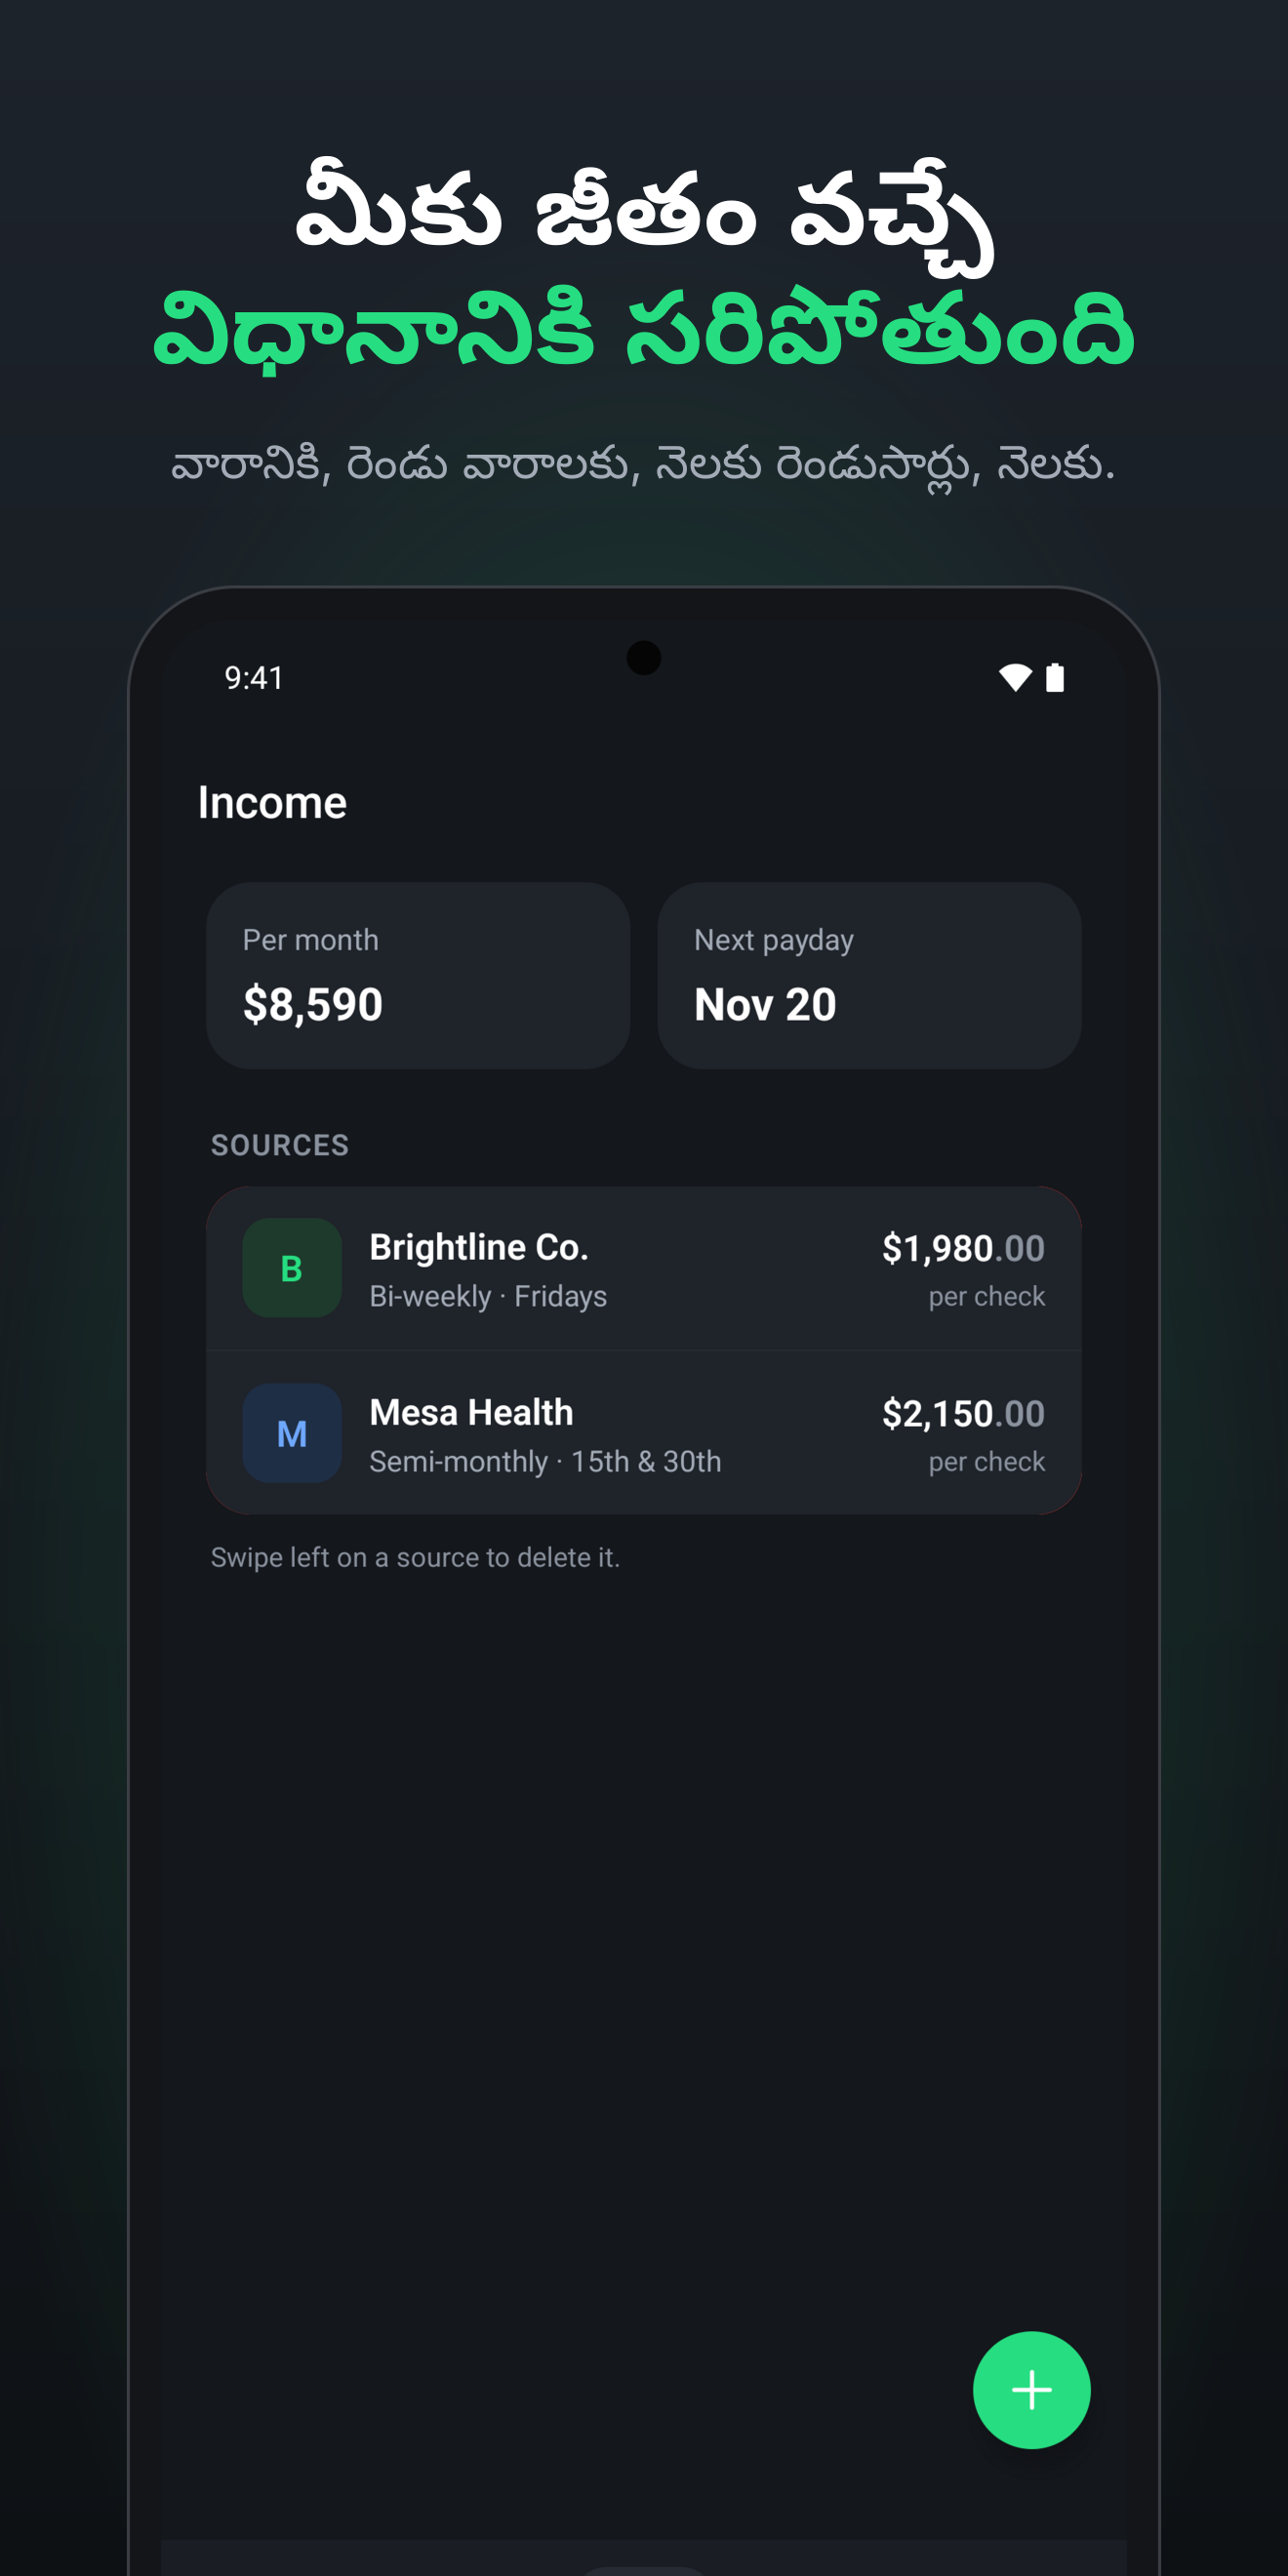 మీకు జీతం వచ్చే
విధానానికి సరిపోతుంది
వారానికి, రెండు వారాలకు, నెలకు రెండుసార్లు, నెలకు.
9:41
Income
Per month
$8,590
Next payday
Nov 20
SOURCES
B
Brightline Co.
Bi-weekly · Fridays
$1,980.00
per check
M
Mesa Health
Semi-monthly · 15th & 30th
$2,150.00
per check
Swipe left on a source to delete it.